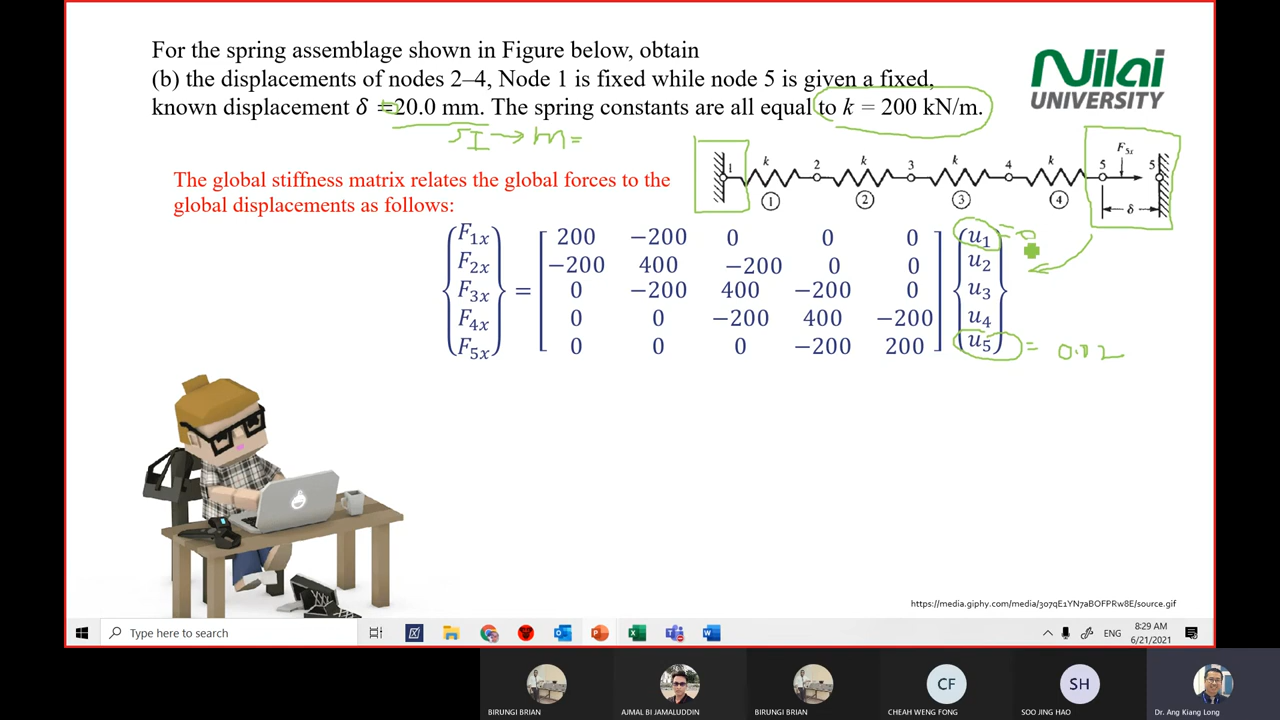 For the spring assemblage shown in Figure below, obtain
(b) the displacements of nodes 2–4, Node 1 is fixed while node 5 is given a fixed,
known displacement δ =20.0 mm. The spring constants are all equal to k = 200 kN/m.
Nilai
UNIVERSITY
SI → m =
The global stiffness matrix relates the global forces to the
global displacements as follows:
1 k 2 k 3 k 4 k 5 F5x 5
1 2 3 4 δ
F1x 200 −200 0 0 0 u1 = 0
F2x −200 400 −200 0 0 u2
F3x = 0 −200 400 −200 0 u3
F4x 0 0 −200 400 −200 u4
F5x 0 0 0 −200 200 u5 = 0.02
https://media.giphy.com/media/3o7qE1YN7aBOFPRw8E/source.gif
Type here to search
ENG
8:29 AM
6/21/2021
CF
SH
BIRUNGI BRIAN
AJMAL BI JAMALUDDIN
BIRUNGI BRIAN
CHEAH WENG FONG
SOO JING HAO
Dr. Ang Kiang Long